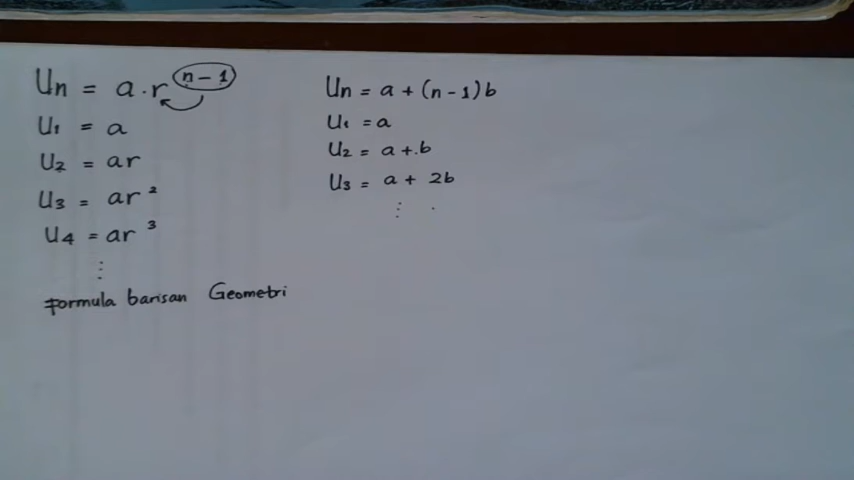 Un = a . r^(n-1)
U₁ = a
U₂ = ar
U₃ = ar²
U₄ = ar³
⋮
formula barisan Geometri
Un = a + (n-1)b
U₁ = a
U₂ = a + b
U₃ = a + 2b
⋮ .